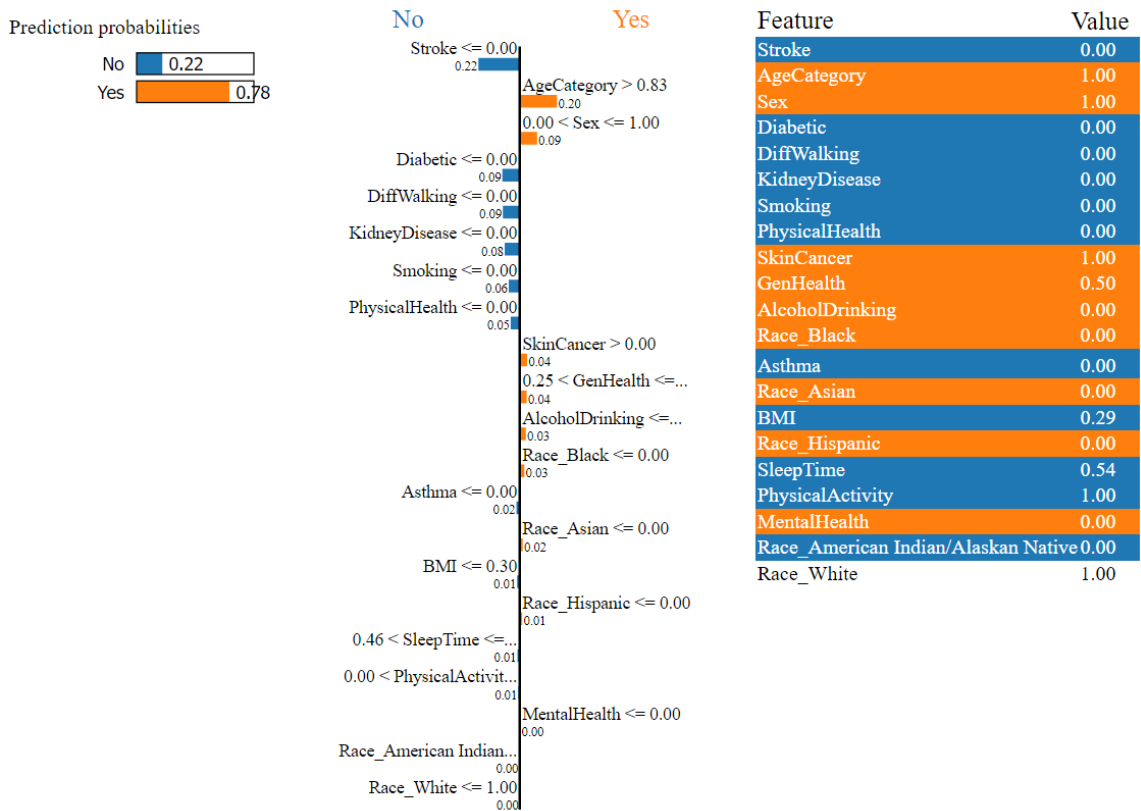 Prediction probabilities
No 0.22
Yes 0.78
No Yes
Stroke <= 0.00
0.22
AgeCategory > 0.83
0.20
0.00 < Sex <= 1.00
0.09
Diabetic <= 0.00
0.09
DiffWalking <= 0.00
0.09
KidneyDisease <= 0.00
0.08
Smoking <= 0.00
0.06
PhysicalHealth <= 0.00
0.05
SkinCancer > 0.00
0.04
0.25 < GenHealth <=...
0.04
AlcoholDrinking <=...
0.03
Race_Black <= 0.00
0.03
Asthma <= 0.00
0.02
Race_Asian <= 0.00
0.02
BMI <= 0.30
0.01
Race_Hispanic <= 0.00
0.01
0.46 < SleepTime <=...
0.01
0.00 < PhysicalActivit...
0.01
MentalHealth <= 0.00
0.00
Race_American Indian...
0.00
Race_White <= 1.00
0.00
Feature Value
Stroke 0.00
AgeCategory 1.00
Sex 1.00
Diabetic 0.00
DiffWalking 0.00
KidneyDisease 0.00
Smoking 0.00
PhysicalHealth 0.00
SkinCancer 1.00
GenHealth 0.50
AlcoholDrinking 0.00
Race_Black 0.00
Asthma 0.00
Race_Asian 0.00
BMI 0.29
Race_Hispanic 0.00
SleepTime 0.54
PhysicalActivity 1.00
MentalHealth 0.00
Race_American Indian/Alaskan Native 0.00
Race_White 1.00